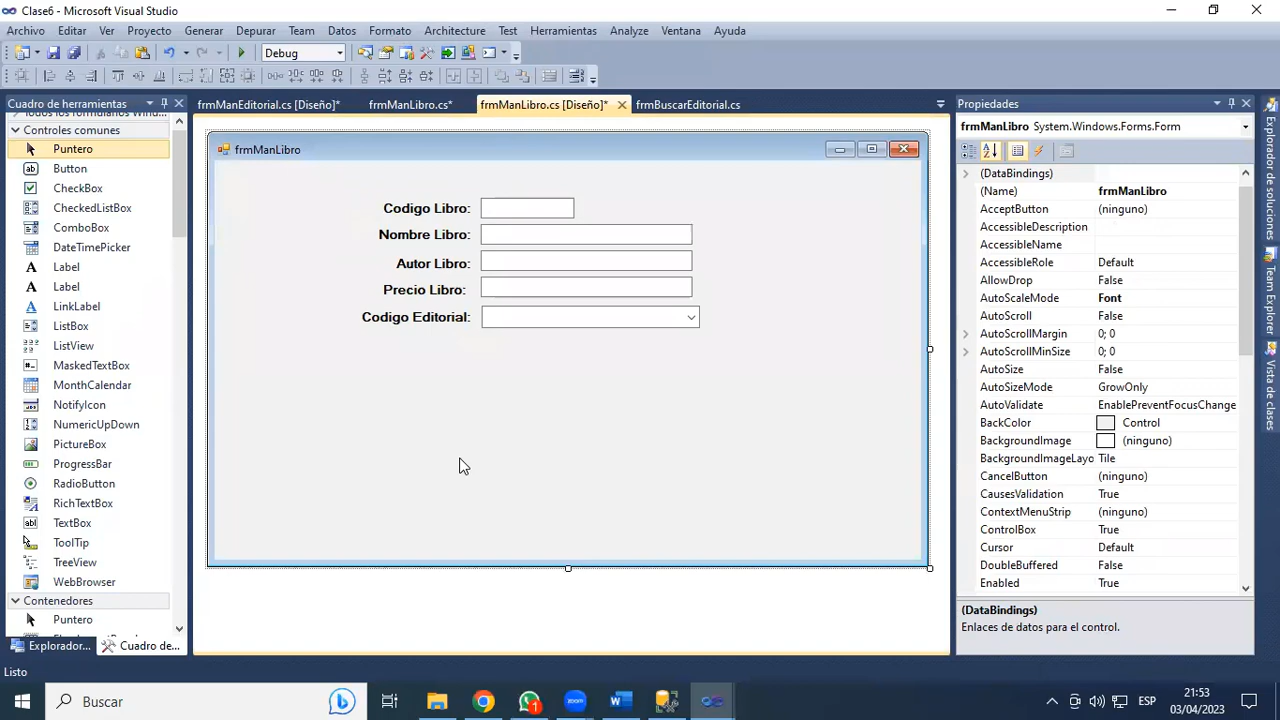 Clase6 - Microsoft Visual Studio
Archivo Editar Ver Proyecto Generar Depurar Team Datos Formato Architecture Test Herramientas Analyze Ventana Ayuda
Debug
Cuadro de herramientas
frmManEditorial.cs [Diseño]* frmManLibro.cs* frmManLibro.cs [Diseño]* frmBuscarEditorial.cs
Propiedades
Controles comunes
Puntero
Button
CheckBox
CheckedListBox
ComboBox
DateTimePicker
Label
Label
LinkLabel
ListBox
ListView
MaskedTextBox
MonthCalendar
NotifyIcon
NumericUpDown
PictureBox
ProgressBar
RadioButton
RichTextBox
TextBox
ToolTip
TreeView
WebBrowser
Contenedores
Puntero
Explorador... Cuadro de...
frmManLibro
Codigo Libro:
Nombre Libro:
Autor Libro:
Precio Libro:
Codigo Editorial:
frmManLibro System.Windows.Forms.Form
(DataBindings)
(Name) frmManLibro
AcceptButton (ninguno)
AccessibleDescription
AccessibleName
AccessibleRole Default
AllowDrop False
AutoScaleMode Font
AutoScroll False
AutoScrollMargin 0; 0
AutoScrollMinSize 0; 0
AutoSize False
AutoSizeMode GrowOnly
AutoValidate EnablePreventFocusChange
BackColor Control
BackgroundImage (ninguno)
BackgroundImageLayo Tile
CancelButton (ninguno)
CausesValidation True
ContextMenuStrip (ninguno)
ControlBox True
Cursor Default
DoubleBuffered False
Enabled True
(DataBindings)
Enlaces de datos para el control.
Explorador de soluciones
Team Explorer
Vista de clases
Listo
Buscar
ESP
21:53
03/04/2023